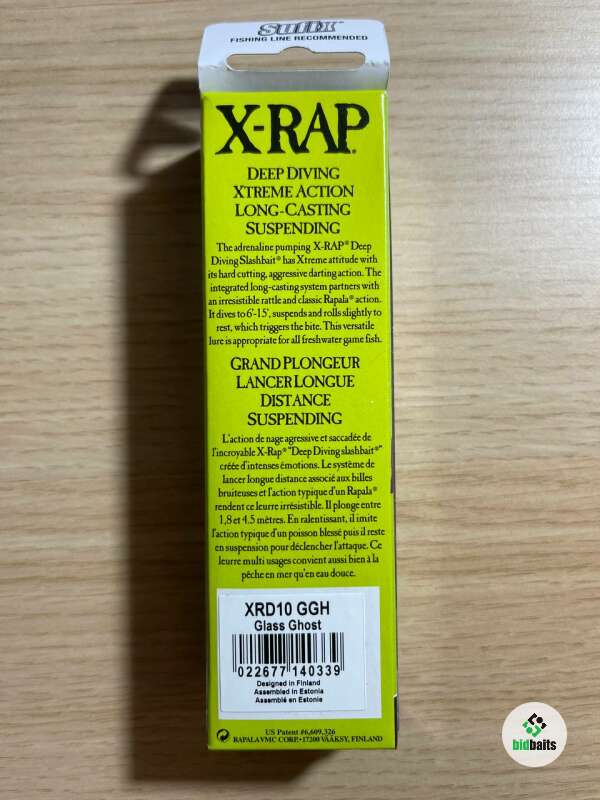 sufix
FISHING LINE RECOMMENDED
X-RAP®
DEEP DIVING
XTREME ACTION
LONG-CASTING
SUSPENDING
The adrenaline pumping X-RAP® Deep
Diving Slashbait® has Xtreme attitude with
its hard cutting, aggressive darting action. The
integrated long-casting system partners with
an irresistible rattle and classic Rapala® action.
It dives to 6'-15', suspends and rolls slightly to
rest, which triggers the bite. This versatile
lure is appropriate for all freshwater game fish.
GRAND PLONGEUR
LANCER LONGUE
DISTANCE
SUSPENDING
L'action de nage agressive et saccadée de
l'incroyable X-Rap® "Deep Diving slashbait®"
créée d'intenses émotions. Le système de
lancer longue distance associé aux billes
bruiteuses et l'action typique d'un Rapala®
rendent ce leurre irrésistible. Il plonge entre
1,8 et 4.5 mètres. En ralentissant, il imite
l'action typique d'un poisson blessé puis il reste
en suspension pour déclencher l'attaque. Ce
leurre multi usages convient aussi bien à la
pêche en mer qu'en eau douce.
XRD10 GGH
Glass Ghost
022677 140339
Designed in Finland
Assembled in Estonia
Assemblé en Estonie
US Patent #6,609,326
RAPALA VMC CORP.•17200 VÄÄKSY, FINLAND
bidbaits